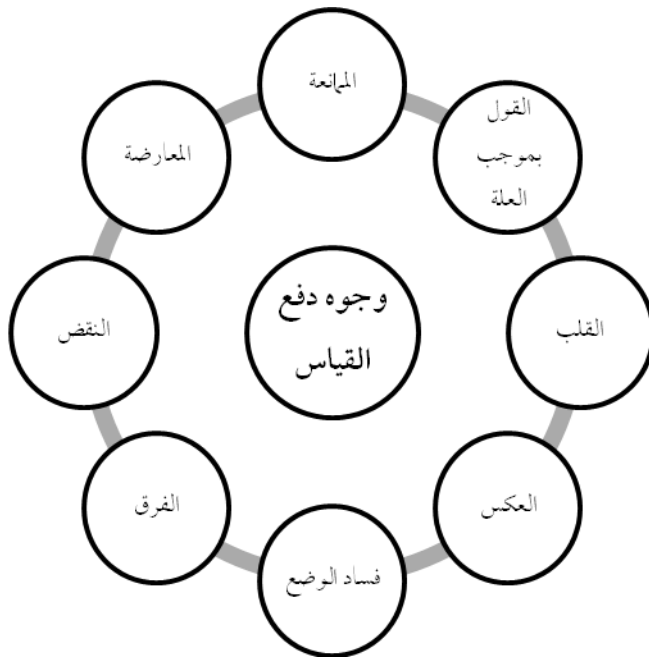 الممانعة
القول
بموجب
العلة
القلب
العكس
فساد الوضع
الفرق
النقض
المعارضة
وجوه دفع
القياس